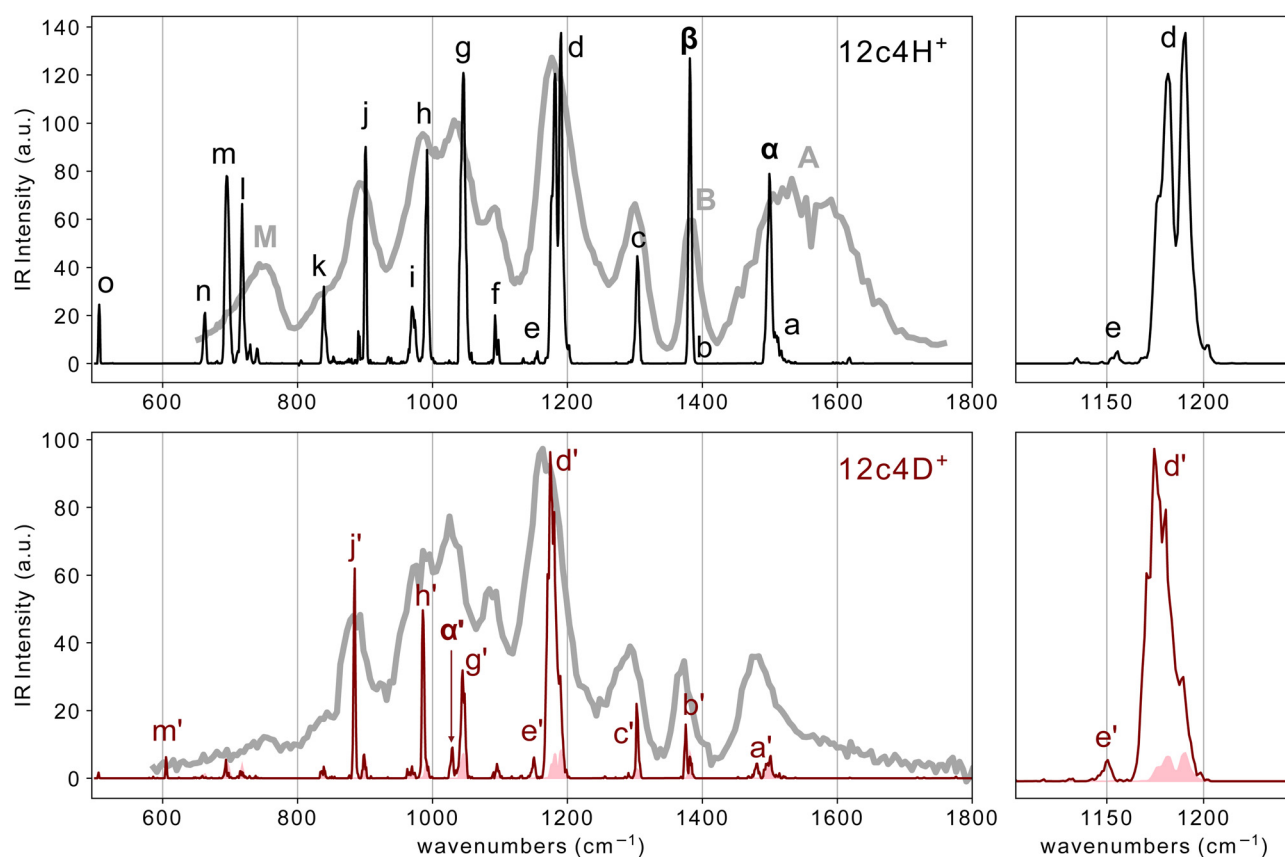 12c4H⁺
IR Intensity (a.u.)
140
120
100
80
60
40
20
0
o
n
m
l
M
k
j
i
h
g
f
e
d
c
β
B
b
α
A
a
600 800 1000 1200 1400 1600 1800
d
e
1150 1200
12c4D⁺
IR Intensity (a.u.)
100
80
60
40
20
0
m'
j'
h'
α'
g'
e'
d'
c'
b'
a'
600 800 1000 1200 1400 1600 1800
wavenumbers (cm⁻¹)
d'
e'
1150 1200
wavenumbers (cm⁻¹)